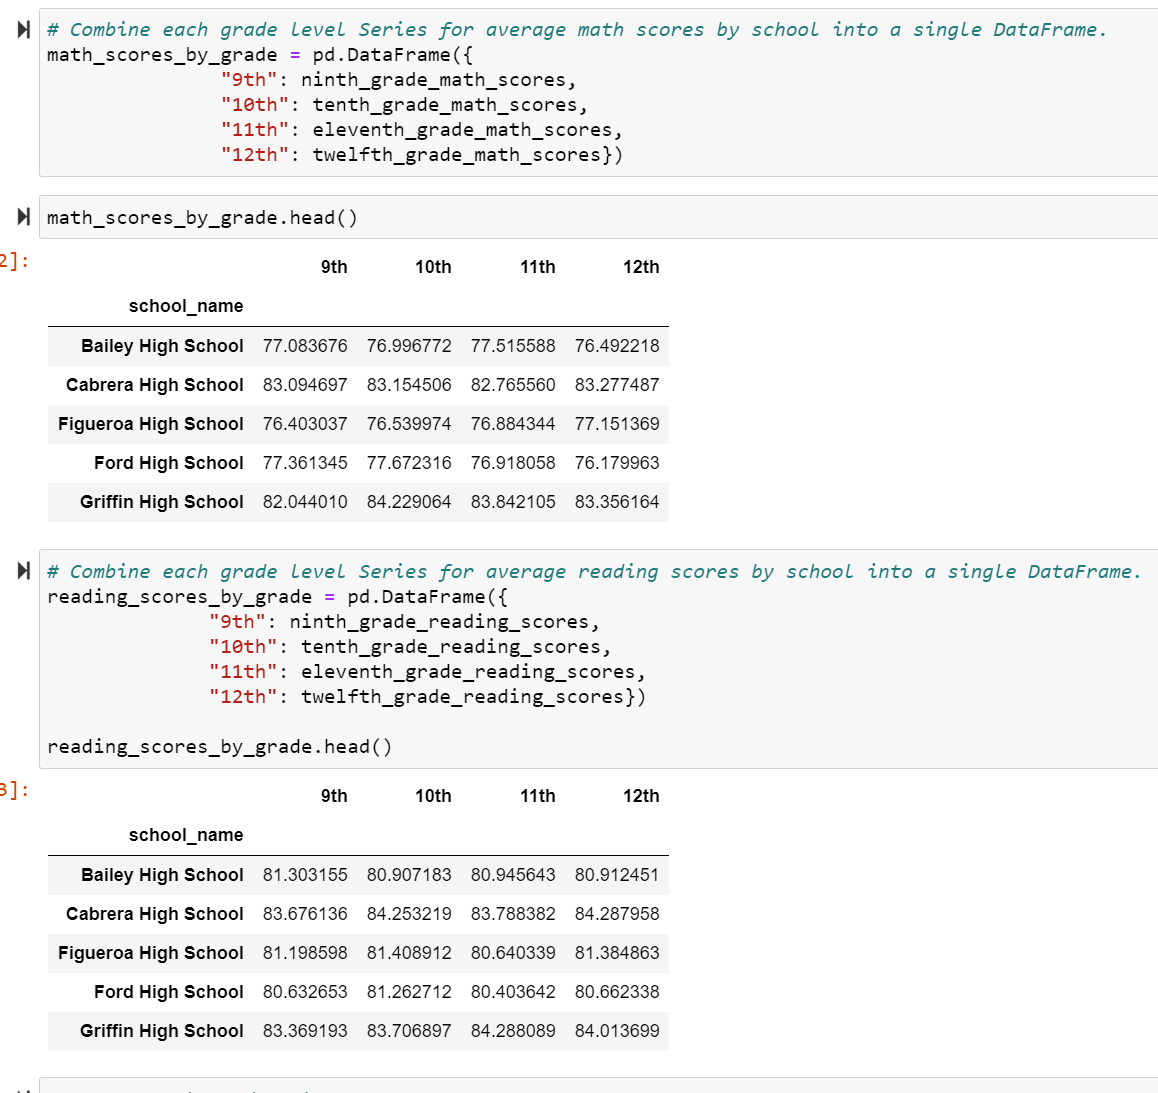 # Combine each grade level Series for average math scores by school into a single DataFrame.
math_scores_by_grade = pd.DataFrame({
"9th": ninth_grade_math_scores,
"10th": tenth_grade_math_scores,
"11th": eleventh_grade_math_scores,
"12th": twelfth_grade_math_scores})
math_scores_by_grade.head()
2]:
9th 10th 11th 12th
school_name
Bailey High School 77.083676 76.996772 77.515588 76.492218
Cabrera High School 83.094697 83.154506 82.765560 83.277487
Figueroa High School 76.403037 76.539974 76.884344 77.151369
Ford High School 77.361345 77.672316 76.918058 76.179963
Griffin High School 82.044010 84.229064 83.842105 83.356164
# Combine each grade level Series for average reading scores by school into a single DataFrame.
reading_scores_by_grade = pd.DataFrame({
"9th": ninth_grade_reading_scores,
"10th": tenth_grade_reading_scores,
"11th": eleventh_grade_reading_scores,
"12th": twelfth_grade_reading_scores})
reading_scores_by_grade.head()
3]:
9th 10th 11th 12th
school_name
Bailey High School 81.303155 80.907183 80.945643 80.912451
Cabrera High School 83.676136 84.253219 83.788382 84.287958
Figueroa High School 81.198598 81.408912 80.640339 81.384863
Ford High School 80.632653 81.262712 80.403642 80.662338
Griffin High School 83.369193 83.706897 84.288089 84.013699